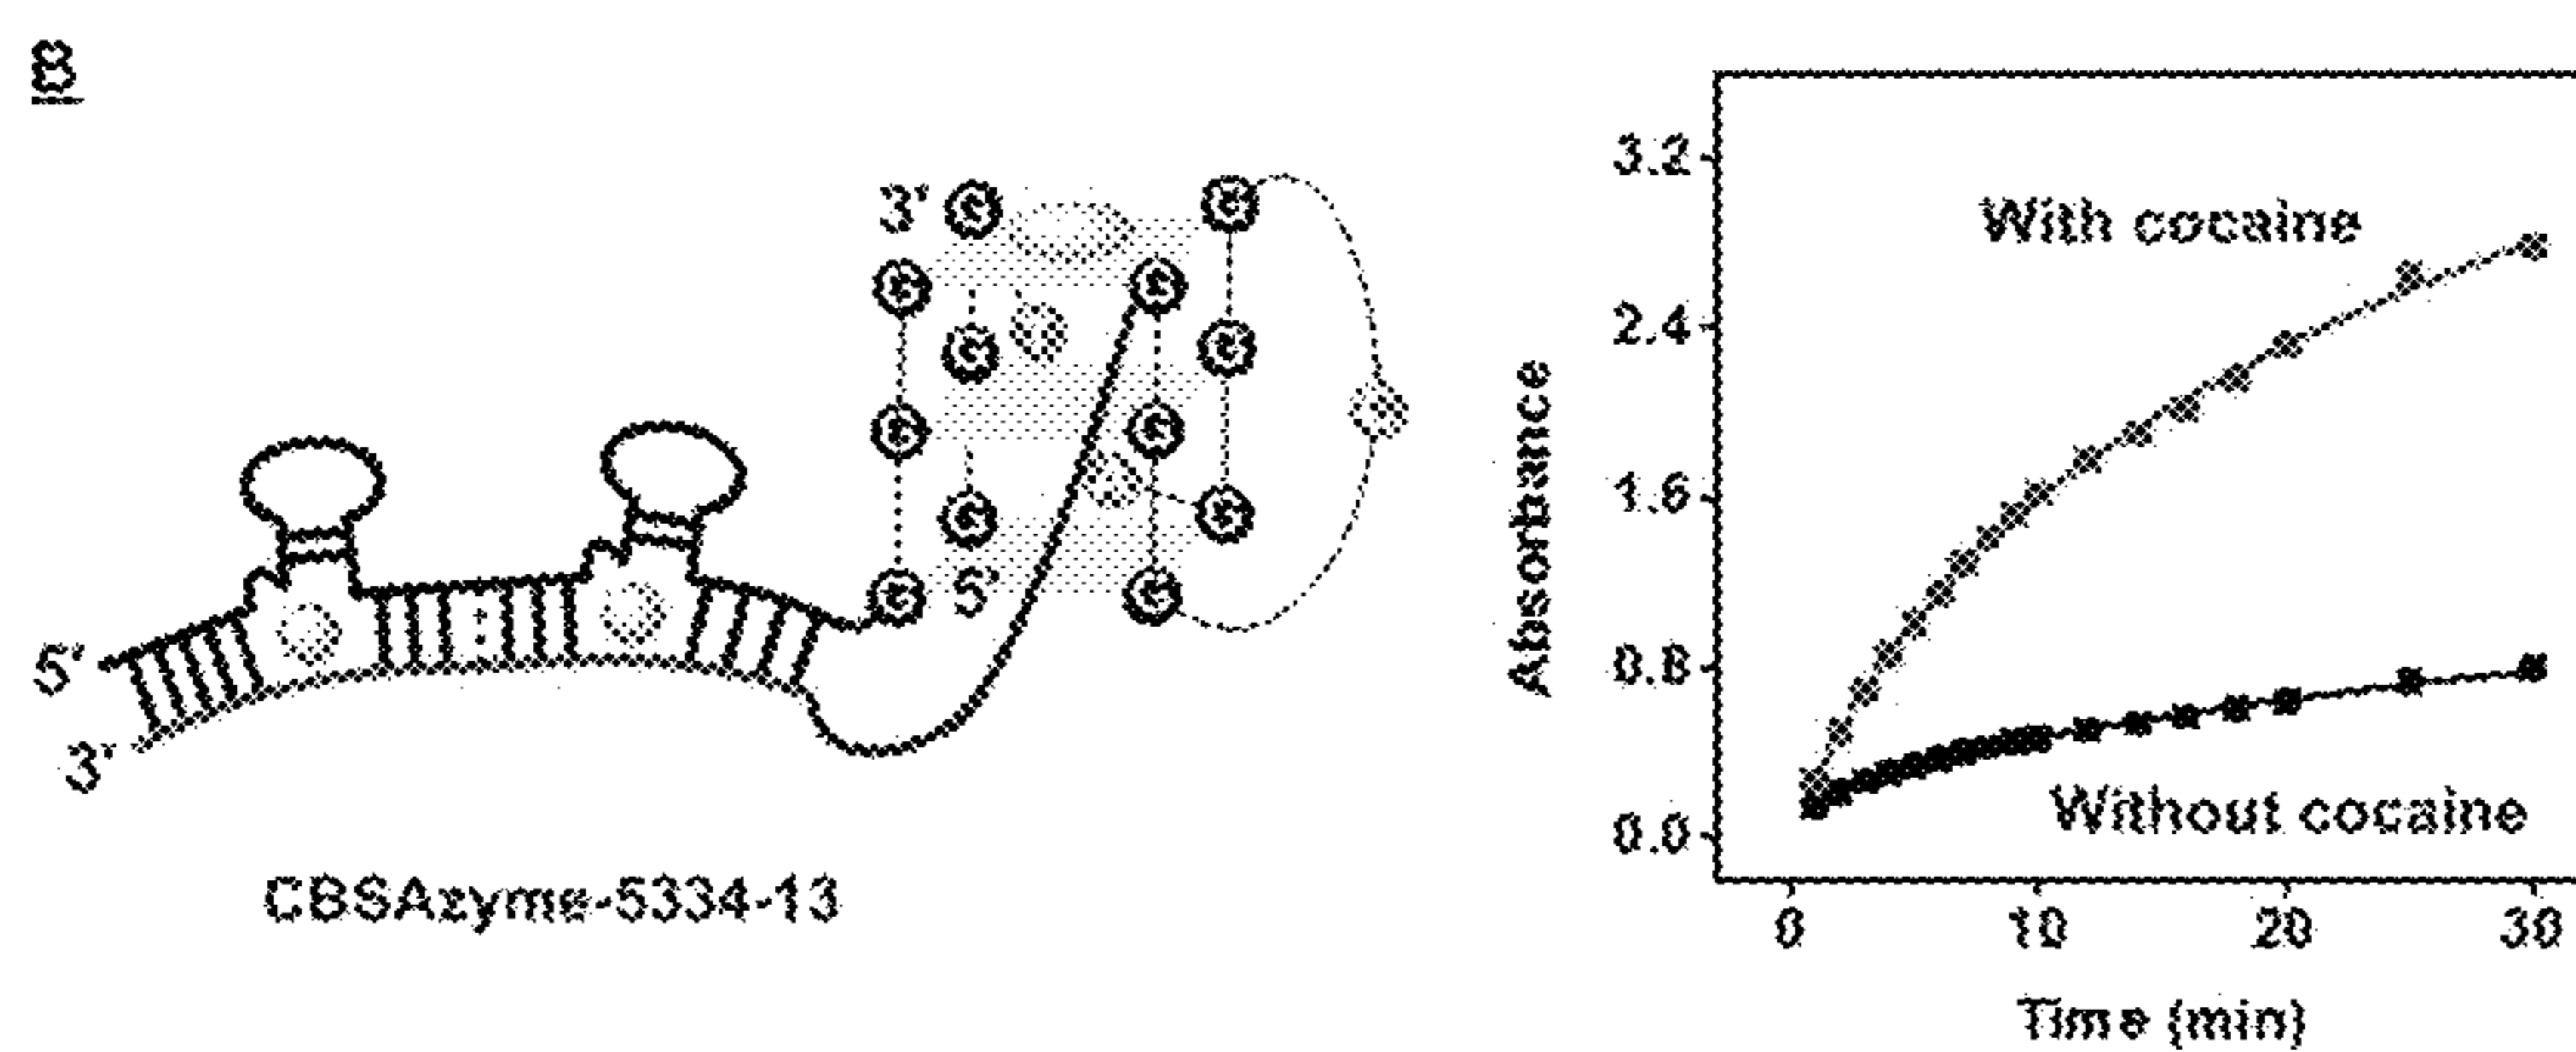 B
3'
G
G
G
G
G
G
G
G
G
G
G
G
5'
5'
3'
CBSAzyme-5334-13
3.2
2.4
1.6
0.8
0.0
Absorbance
With cocaine
Without cocaine
0 10 20 30
Time (min)